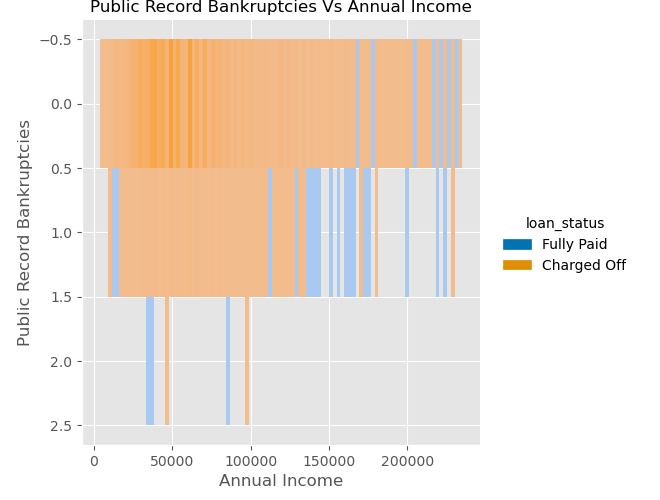 Public Record Bankruptcies Vs Annual Income
−0.5
0.0
0.5
1.0
1.5
2.0
2.5
Public Record Bankruptcies
0
50000
100000
150000
200000
Annual Income
loan_status
Fully Paid
Charged Off